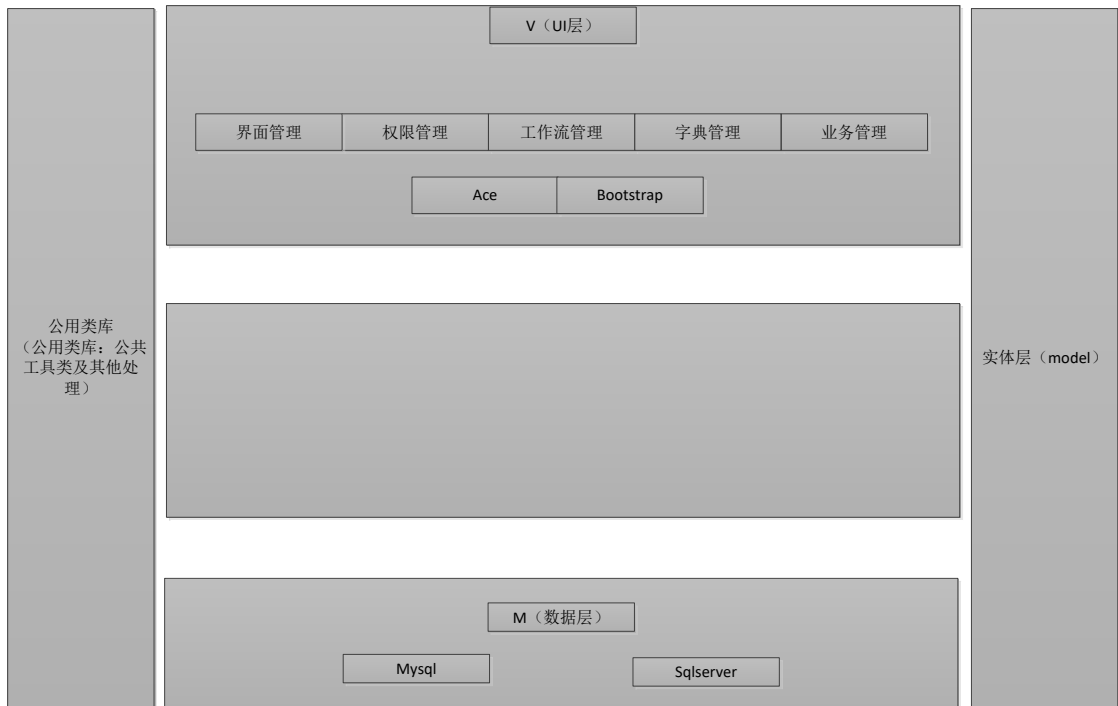 V（UI层）
界面管理
权限管理
工作流管理
字典管理
业务管理
Ace
Bootstrap
公用类库
（公用类库：公共
工具类及其他处
理）
实体层（model）
M（数据层）
Mysql
Sqlserver